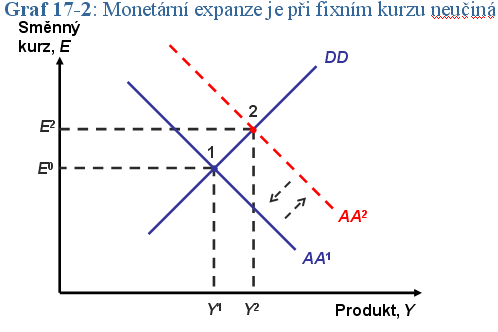 Graf 17-2: Monetární expanze je při fixním kurzu neučiná
Směnný
kurz, E
DD
2
E²
1
E⁰
AA²
AA¹
Y¹ Y²
Produkt, Y